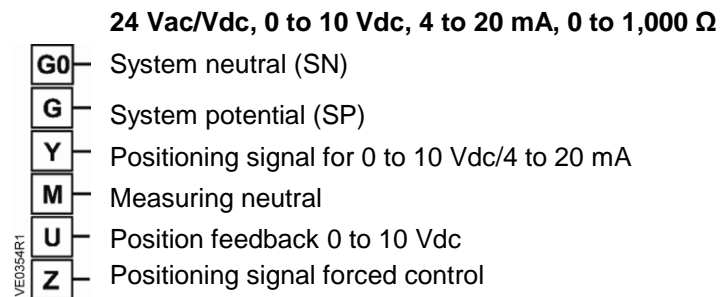 24 Vac/Vdc, 0 to 10 Vdc, 4 to 20 mA, 0 to 1,000 Ω
G0 System neutral (SN)
G System potential (SP)
Y Positioning signal for 0 to 10 Vdc/4 to 20 mA
M Measuring neutral
U Position feedback 0 to 10 Vdc
Z Positioning signal forced control
VE0354R1